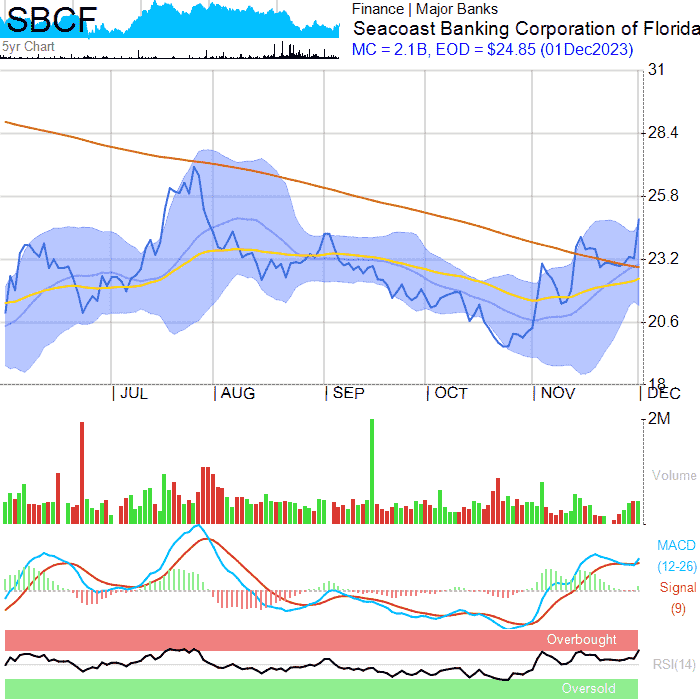 SBCF
5yr Chart
Finance | Major Banks
Seacoast Banking Corporation of Florida
MC = 2.1B, EOD = $24.85 (01Dec2023)
31
28.4
25.8
23.2
20.6
18
JUL
AUG
SEP
OCT
NOV
DEC
2M
Volume
MACD
(12-26)
Signal
(9)
Overbought
RSI(14)
Oversold